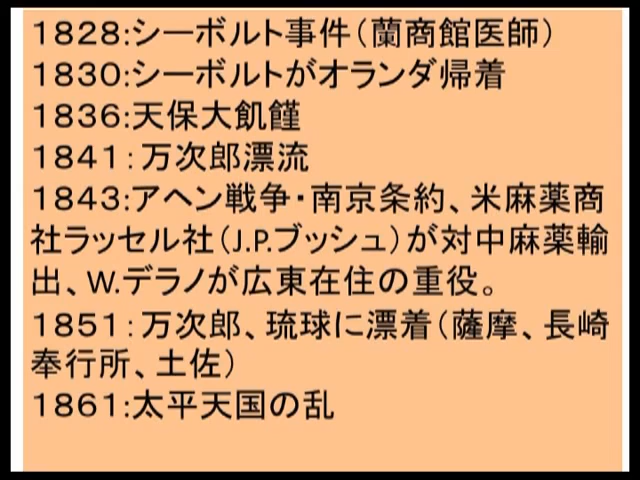 1828:シーボルト事件（蘭商館医師）
1830:シーボルトがオランダ帰着
1836:天保大飢饉
1841：万次郎漂流
1843:アヘン戦争・南京条約、米麻薬商
社ラッセル社（J.P.ブッシュ）が対中麻薬輸
出、W.デラノが広東在住の重役。
1851：万次郎、琉球に漂着（薩摩、長崎
奉行所、土佐）
1861:太平天国の乱